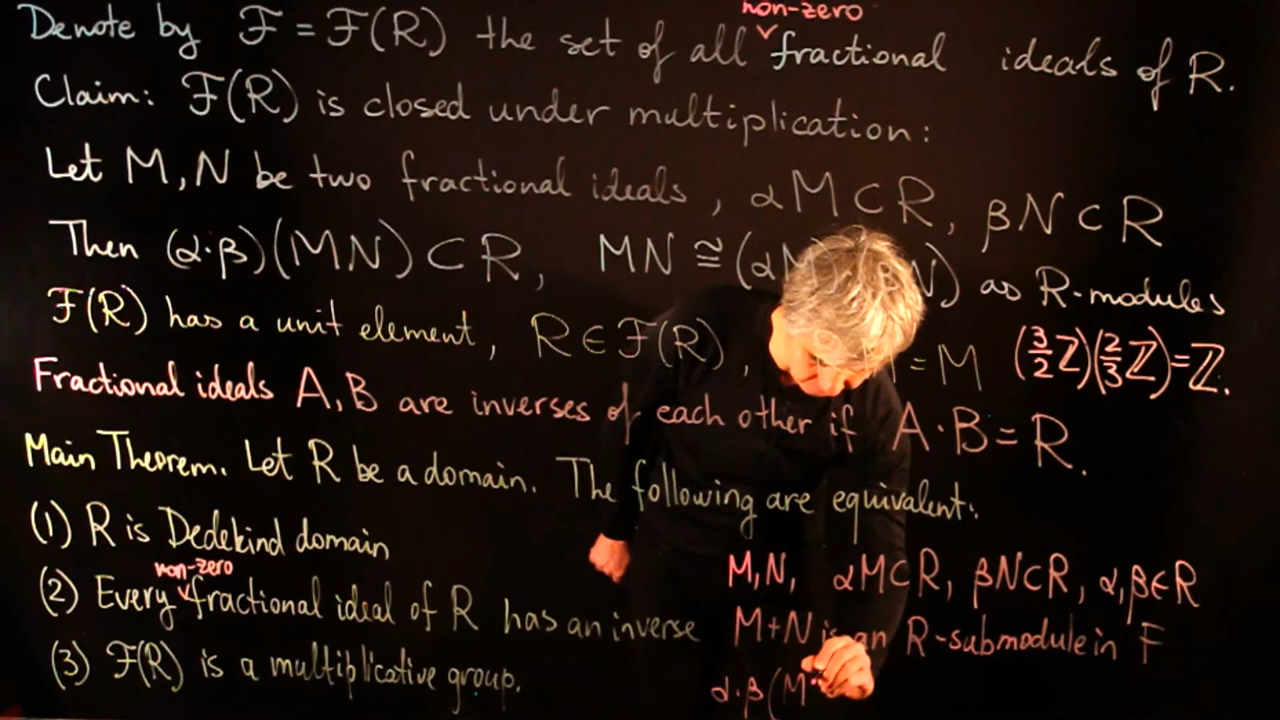 Denote by ℱ = ℱ(R) the set of all non-zero fractional ideals of R.
Claim: ℱ(R) is closed under multiplication:
Let M, N be two fractional ideals, αM ⊂ R, βN ⊂ R
Then (α·β)(MN) ⊂ R, MN ≅ (αM)(βN) as R-modules
ℱ(R) has a unit element, R ∈ ℱ(R), = M (3/2 ℤ)(2/3 ℤ) = ℤ.
Fractional ideals A, B are inverses of each other if A·B = R.
Main Theorem. Let R be a domain. The following are equivalent:
(1) R is Dedekind domain
(2) Every non-zero fractional ideal of R has an inverse
(3) ℱ(R) is a multiplicative group.
M, N, αM ⊂ R, βN ⊂ R, α, β ∈ R
M+N is an R-submodule in F
α·β(M